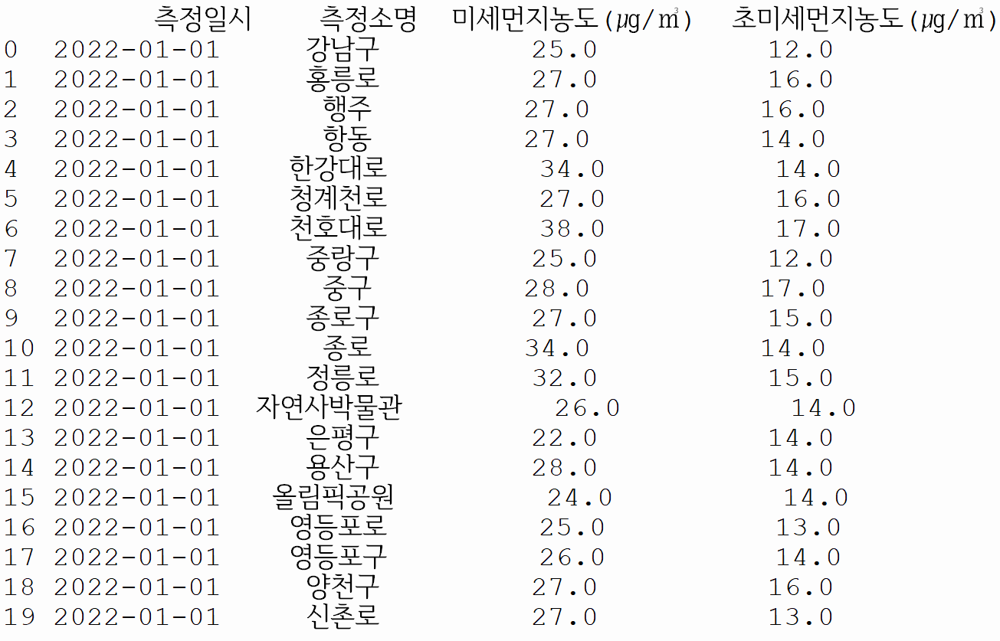 측정일시 측정소명 미세먼지농도(㎍/㎥) 초미세먼지농도(㎍/㎥)
0 2022-01-01 강남구 25.0 12.0
1 2022-01-01 홍릉로 27.0 16.0
2 2022-01-01 행주 27.0 16.0
3 2022-01-01 항동 27.0 14.0
4 2022-01-01 한강대로 34.0 14.0
5 2022-01-01 청계천로 27.0 16.0
6 2022-01-01 천호대로 38.0 17.0
7 2022-01-01 중랑구 25.0 12.0
8 2022-01-01 중구 28.0 17.0
9 2022-01-01 종로구 27.0 15.0
10 2022-01-01 종로 34.0 14.0
11 2022-01-01 정릉로 32.0 15.0
12 2022-01-01 자연사박물관 26.0 14.0
13 2022-01-01 은평구 22.0 14.0
14 2022-01-01 용산구 28.0 14.0
15 2022-01-01 올림픽공원 24.0 14.0
16 2022-01-01 영등포로 25.0 13.0
17 2022-01-01 영등포구 26.0 14.0
18 2022-01-01 양천구 27.0 16.0
19 2022-01-01 신촌로 27.0 13.0